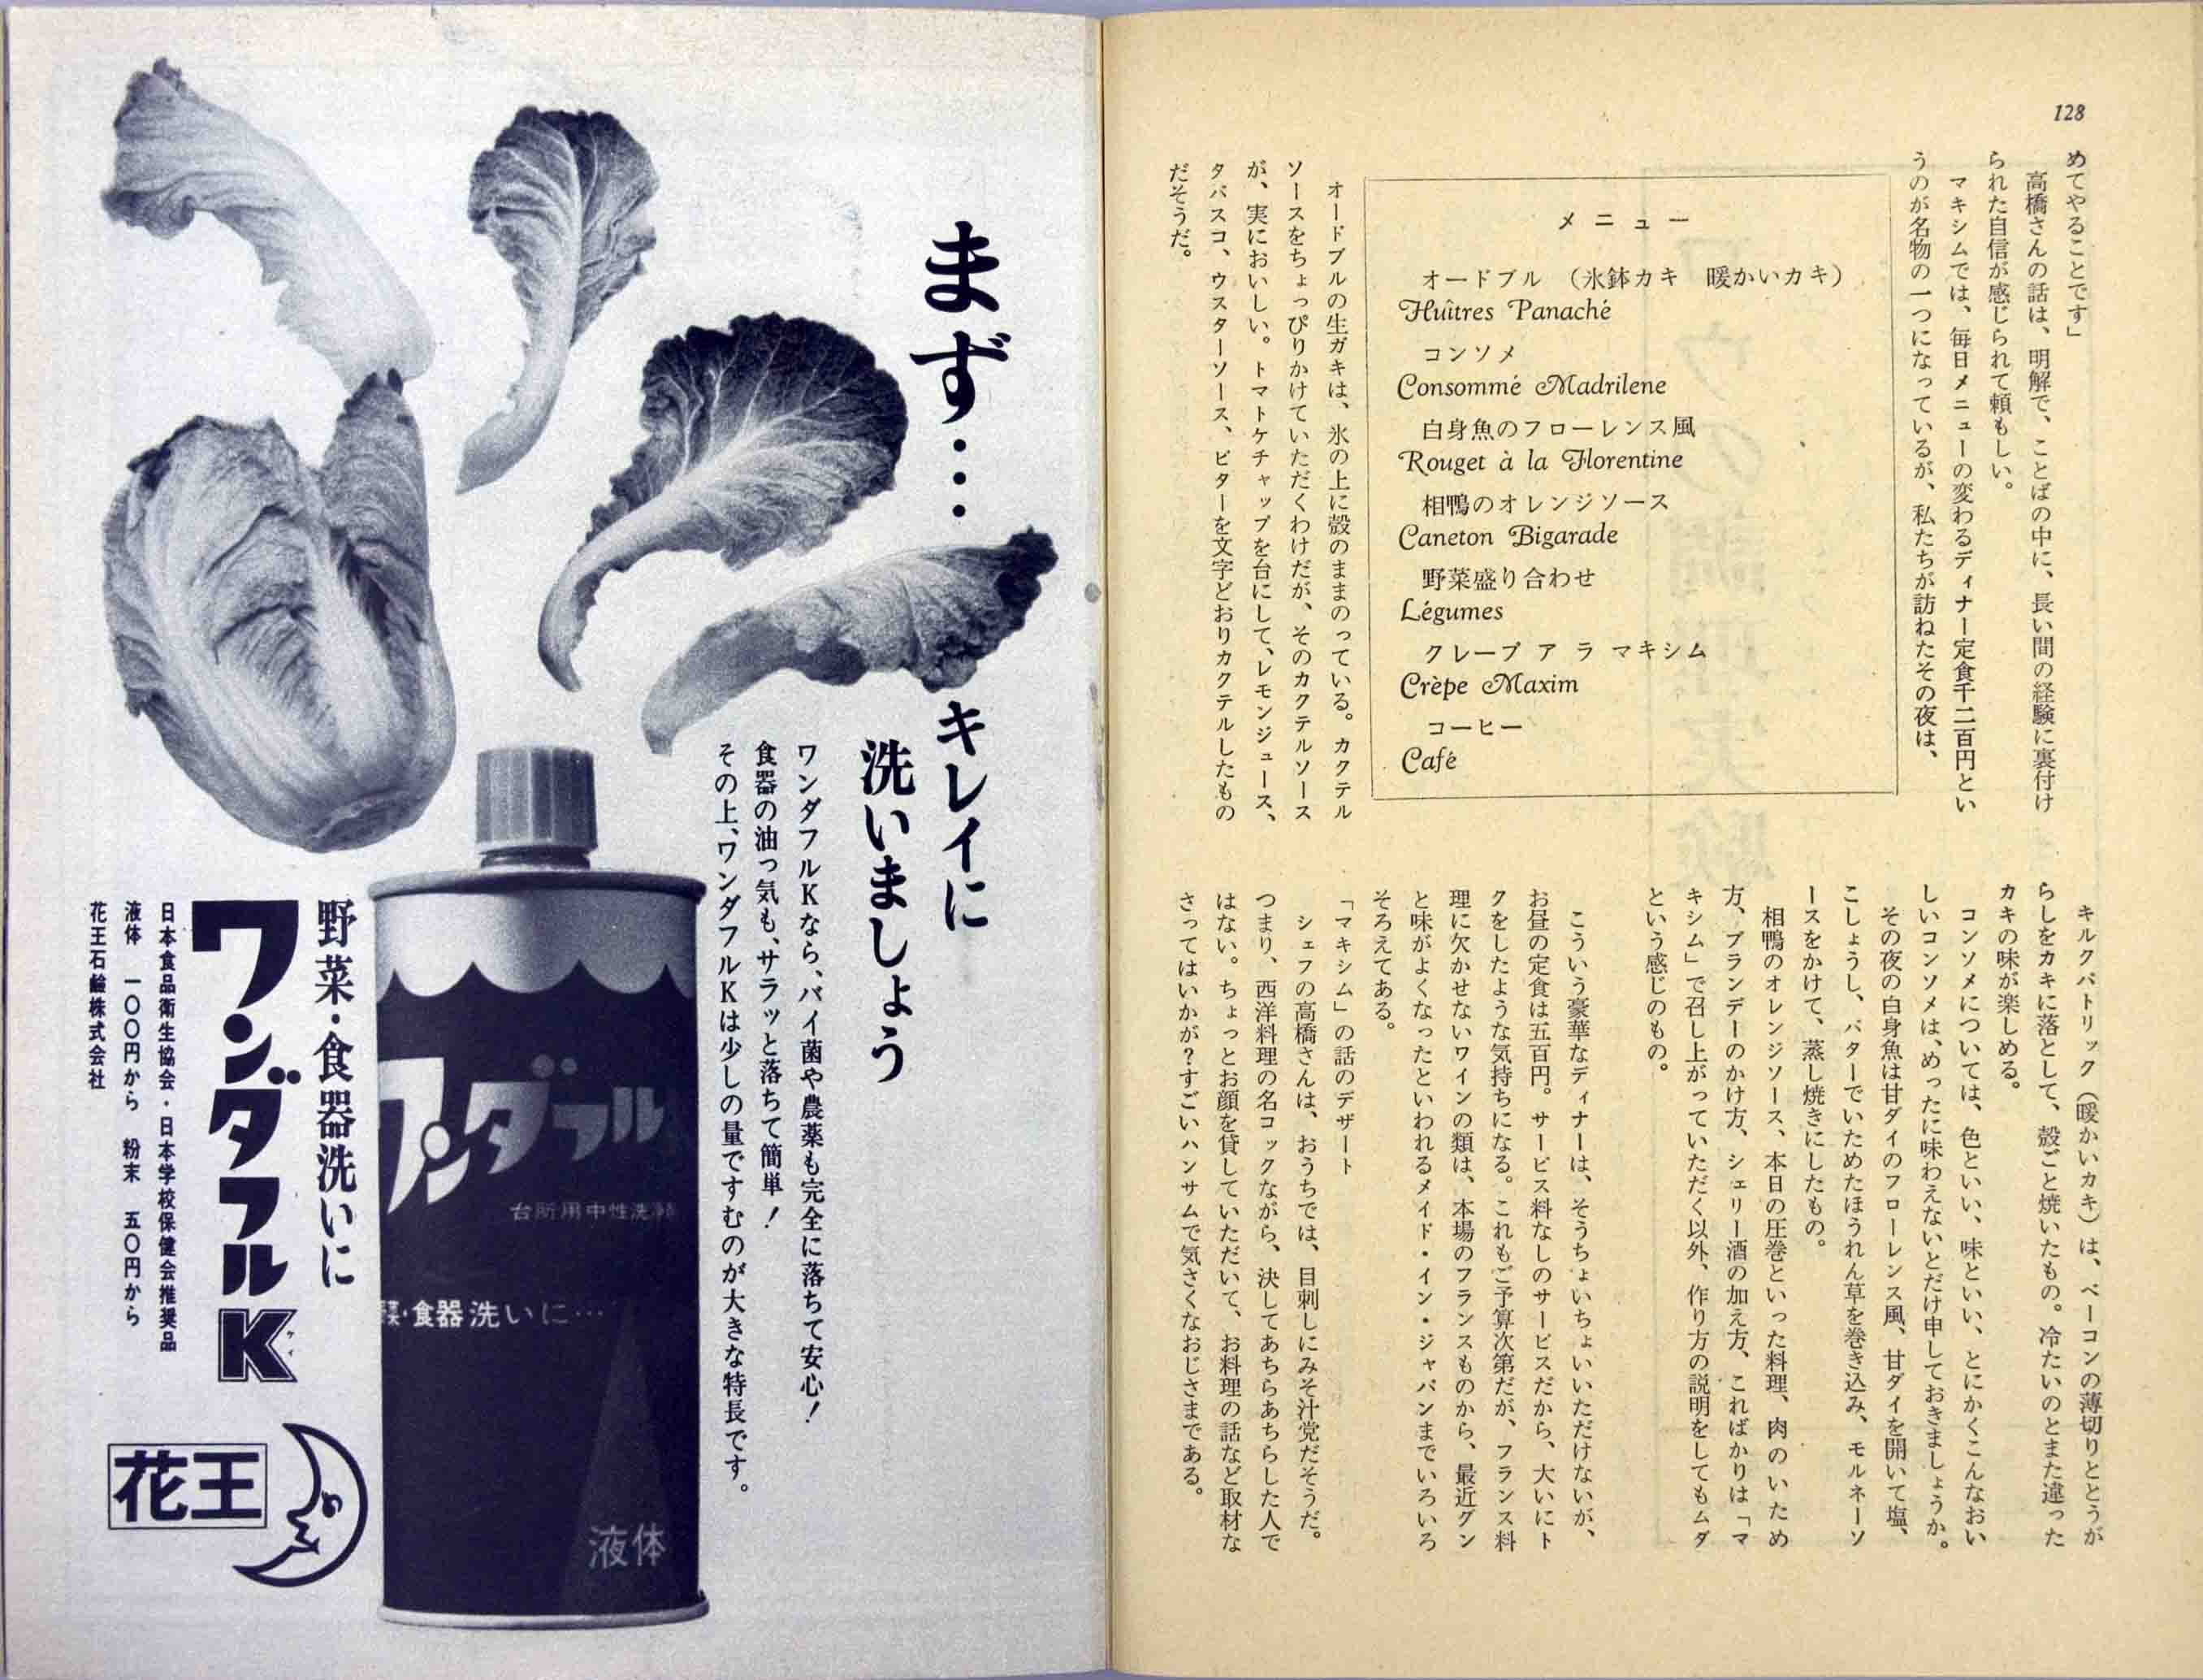 128
めてやることです」
高橋さんの話は、明解で、ことばの中に、長い間の経験に裏付け
られた自信が感じられて頼もしい。
マキシムでは、毎日メニューの変わるディナー定食千二百円とい
うのが名物の一つになっているが、私たちが訪ねたその夜は、
メニュー
オードブル （氷鉢カキ 暖かいカキ）
Huîtres Panaché
コンソメ
Consommé Madrilene
白身魚のフローレンス風
Rouget à la Florentine
相鴨のオレンジソース
Caneton Bigarade
野菜盛り合わせ
Légumes
クレープ ア ラ マキシム
Crèpe Maxim
コーヒー
Café
オードブルの生ガキは、氷の上に殻のままのっている。カクテル
ソースをちょっぴりかけていただくわけだが、そのカクテルソース
が、実においしい。トマトケチャップを台にして、レモンジュース、
タバスコ、ウスターソース、ビターを文字どおりカクテルしたもの
だそうだ。
キルクパトリック（暖かいカキ）は、ベーコンの薄切りととうが
らしをカキに落として、殻ごと焼いたもの。冷たいのとまた違った
カキの味が楽しめる。
コンソメについては、色といい、味といい、とにかくこんなおい
しいコンソメは、めったに味わえないとだけ申しておきましょうか。
その夜の白身魚は甘ダイのフローレンス風、甘ダイを開いて塩、
こしょうし、バターでいためたほうれん草を巻き込み、モルネーソ
ースをかけて、蒸し焼きにしたもの。
相鴨のオレンジソース、本日の圧巻といった料理、肉のいため
方、ブランデーのかけ方、シェリー酒の加え方、こればかりは「マ
キシム」で召し上がっていただく以外、作り方の説明をしてもムダ
という感じのもの。
こういう豪華なディナーは、そうちょいちょいいただけないが、
お昼の定食は五百円。サービス料なしのサービスだから、大いにト
クをしたような気持ちになる。これもご予算次第だが、フランス料
理に欠かせないワインの類は、本場のフランスものから、最近グン
と味がよくなったといわれるメイド・イン・ジャパンまでいろいろ
そろえてある。
「マキシム」の話のデザート
シェフの高橋さんは、おうちでは、目刺しにみそ汁党だそうだ。
つまり、西洋料理の名コックながら、決してあちらあちらした人で
はない。ちょっとお顔を貸していただいて、お料理の話など取材な
さってはいかが？すごいハンサムで気さくなおじさまである。
まず…
キレイに
洗いましょう
ワンダフルKなら、バイ菌や農薬も完全に落ちて安心！
食器の油っ気も、サラッと落ちて簡単！
その上、ワンダフルKは少しの量ですむのが大きな特長です。
ワンダフル
台所用中性洗浄
野菜・食器洗いに…
液体
野菜・食器洗いに
ワンダフルK
ケイ
日本食品衛生協会・日本学校保健会推奨品
液体 一〇〇円から 粉末 五〇円から
花王石鹼株式会社
花王